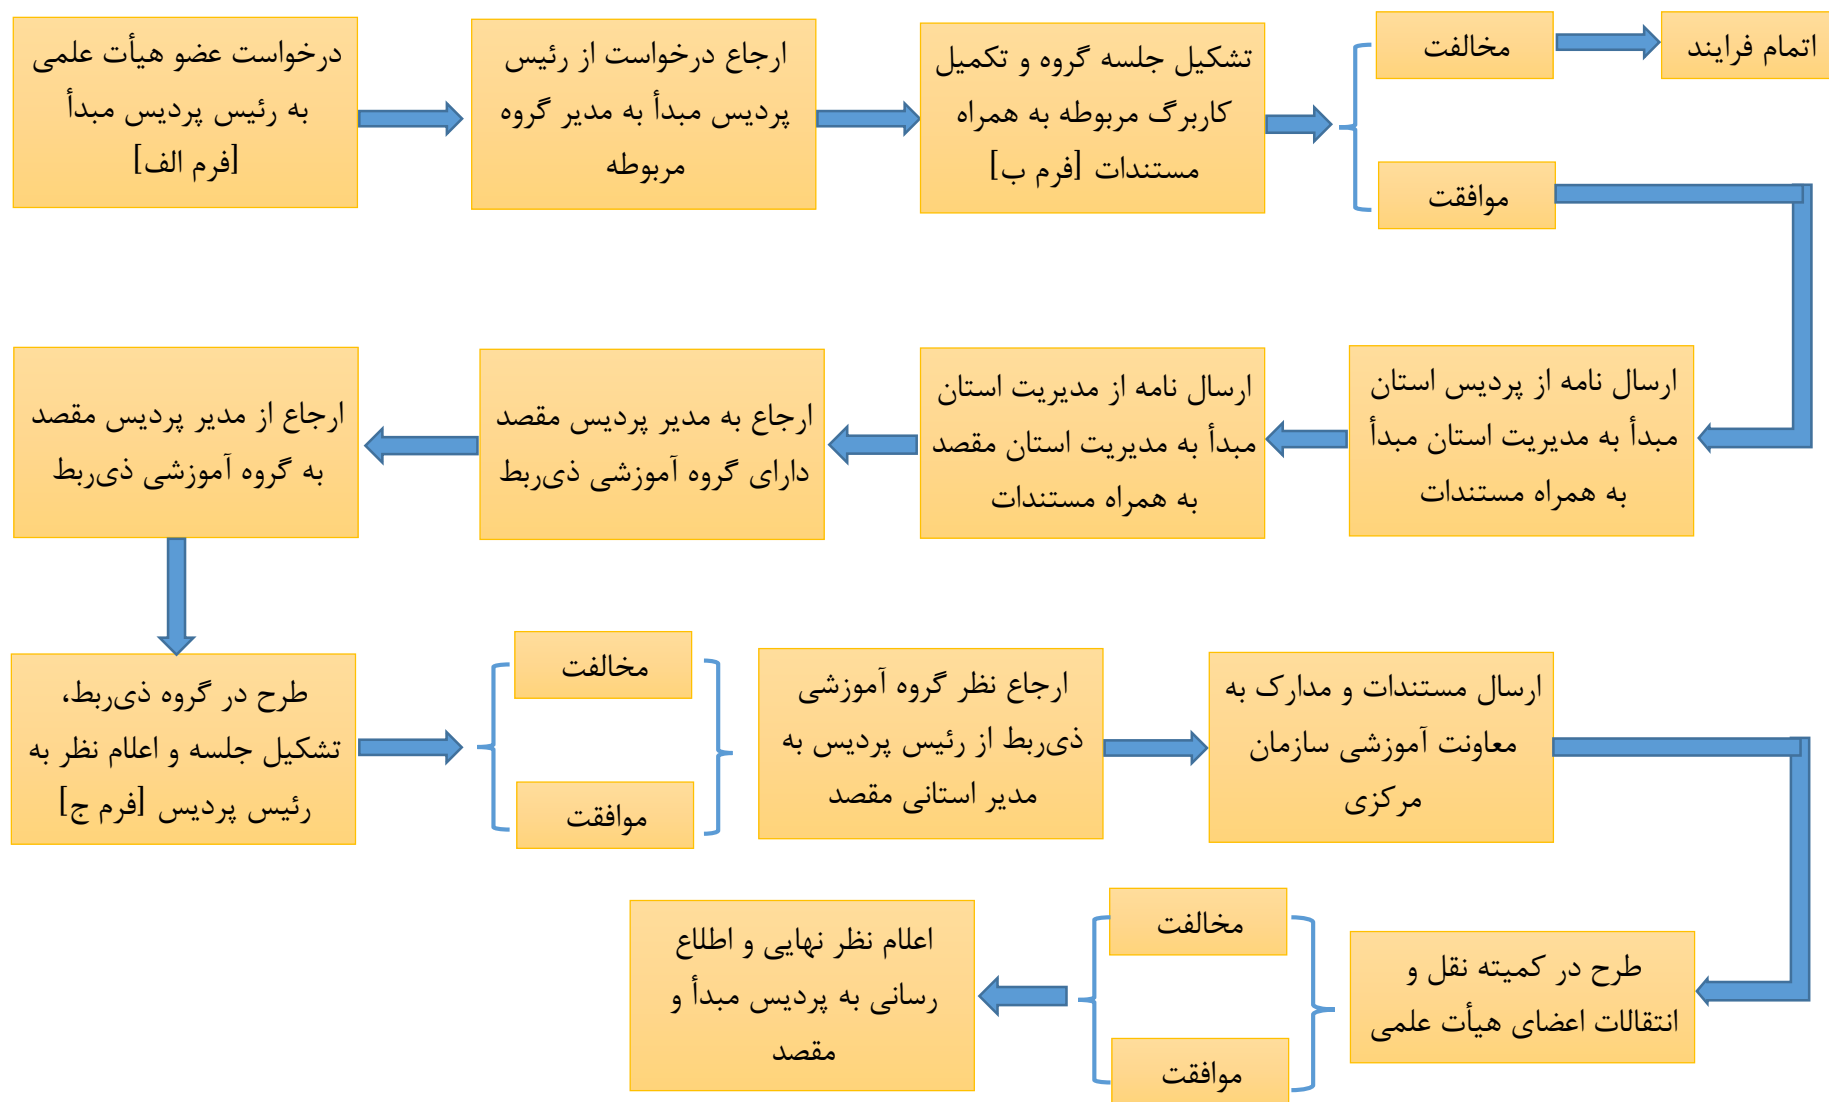 درخواست عضو هیأت علمی
به رئیس پردیس مبدأ
[فرم الف]
ارجاع درخواست از رئیس
پردیس مبدأ به مدیر گروه
مربوطه
تشکیل جلسه گروه و تکمیل
کاربرگ مربوطه به همراه
مستندات [فرم ب]
مخالفت
اتمام فرایند
موافقت
ارسال نامه از پردیس استان
مبدأ به مدیریت استان مبدأ
به همراه مستندات
ارسال نامه از مدیریت استان
مبدأ به مدیریت استان مقصد
به همراه مستندات
ارجاع به مدیر پردیس مقصد
دارای گروه آموزشی ذی‌ربط
ارجاع از مدیر پردیس مقصد
به گروه آموزشی ذی‌ربط
طرح در گروه ذی‌ربط،
تشکیل جلسه و اعلام نظر به
رئیس پردیس [فرم ج]
مخالفت
موافقت
ارجاع نظر گروه آموزشی
ذی‌ربط از رئیس پردیس به
مدیر استانی مقصد
ارسال مستندات و مدارک به
معاونت آموزشی سازمان
مرکزی
طرح در کمیته نقل و
انتقالات اعضای هیأت علمی
مخالفت
موافقت
اعلام نظر نهایی و اطلاع
رسانی به پردیس مبدأ و
مقصد